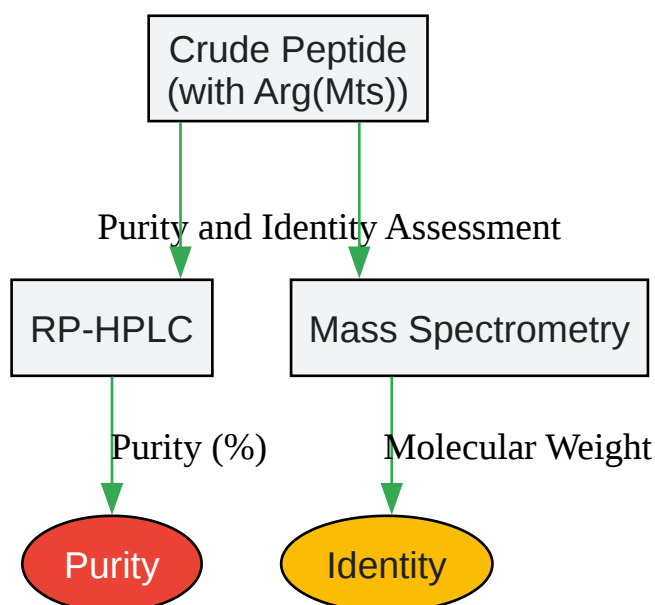 Crude Peptide
(with Arg(Mts))
Purity and Identity Assessment
RP-HPLC
Mass Spectrometry
Purity (%)
Molecular Weight
Purity
Identity